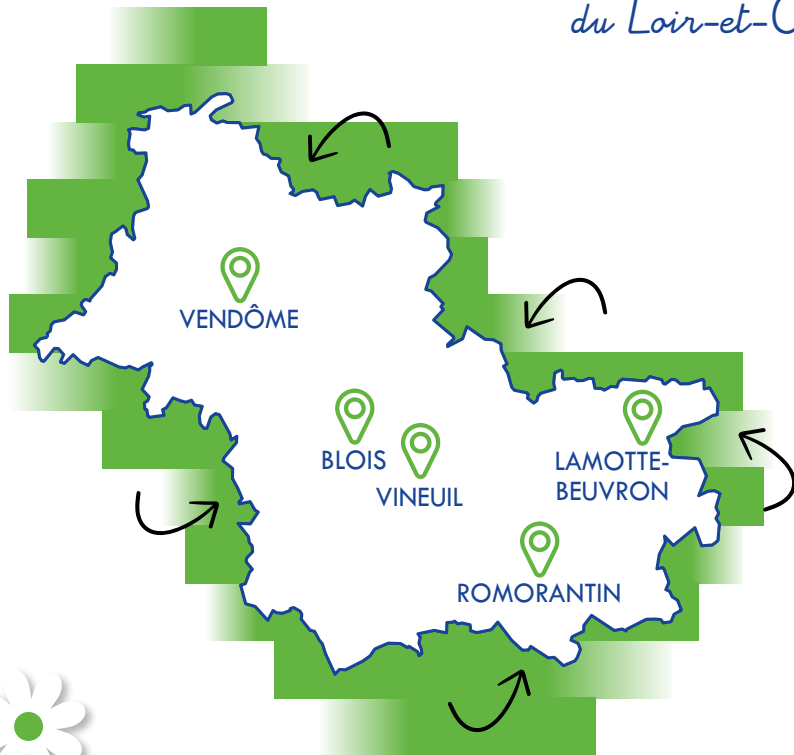 du Loir-et-C
VENDÔME
BLOIS
VINEUIL
LAMOTTE-
BEUVRON
ROMORANTIN